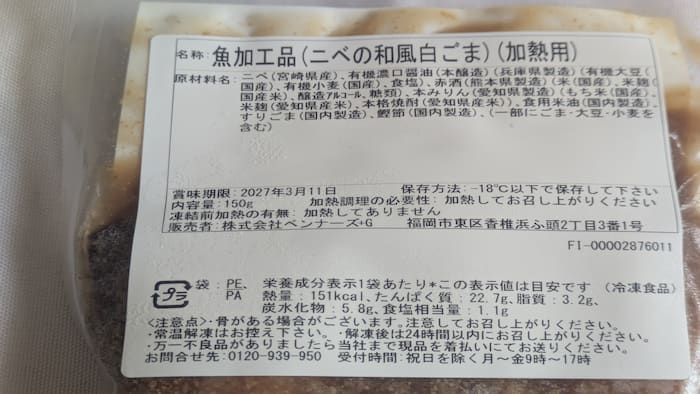 名称:魚加工品(ニベの和風白ごま)(加熱用)
原材料名:ニベ(宮崎県産)、有機濃口醤油(本醸造)(兵庫県製造)(有機大豆(
国産)、有機小麦(国産)、食塩)、赤酒(熊本県製造)(米(国産)、米麹(
国産米)、醸造アルコール、糖類)、本みりん(愛知県製造)(もち米(国産)、
米麹(愛知県産米)、本格焼酎(愛知県産米))、食用米油(国内製造)、
すりごま(国内製造)、鰹節(国内製造)、(一部にごま・大豆・小麦を
含む)
賞味期限:2027年3月11日 保存方法:-18℃以下で保存して下さい
内容量:150g 加熱調理の必要性:加熱してお召し上がりください
凍結前加熱の有無:加熱してありません
販売者:株式会社ベンナーズ+G 福岡市東区香椎浜ふ頭2丁目3番1号
FI-00002876011
プラ 袋:PE、 栄養成分表示1袋あたり*この表示値は目安です (冷凍食品)
PA 熱量:151kcal、たんぱく質:22.7g、脂質:3.2g、
炭水化物:5.8g、食塩相当量:1.1g
<注意点>・骨がある場合がございます。注意してお召し上がりください。
・常温解凍はお控え下さい。・解凍後は24時間以内にお召し上がりください。
・万一不良品がありましたら当社まで現品を着払いにてお送りください。
お問合せ先:0120-939-950 受付時間:祝日を除く月～金9時～17時